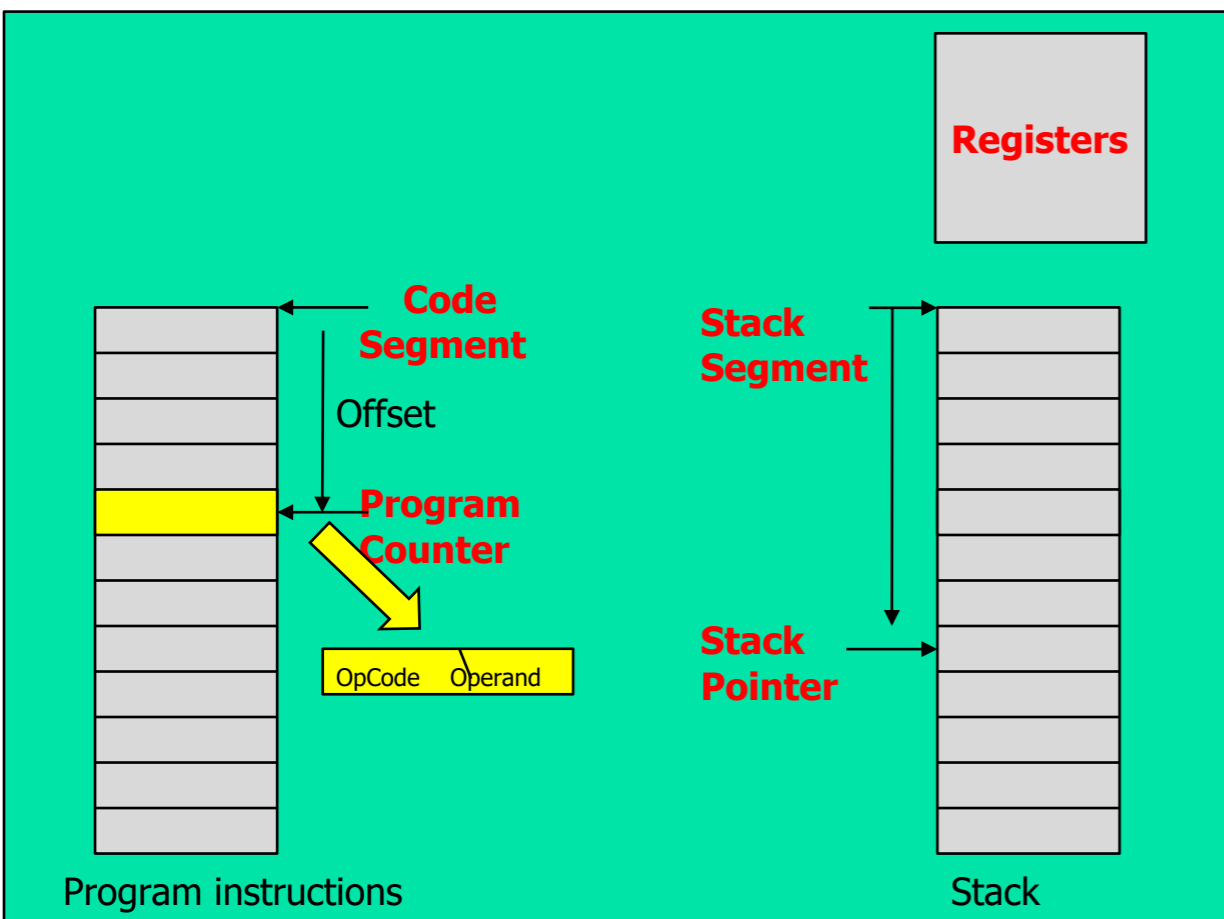 Registers
Code
Segment
Stack
Segment
Offset
Program
Counter
OpCode Operand
Stack
Pointer
Program instructions
Stack